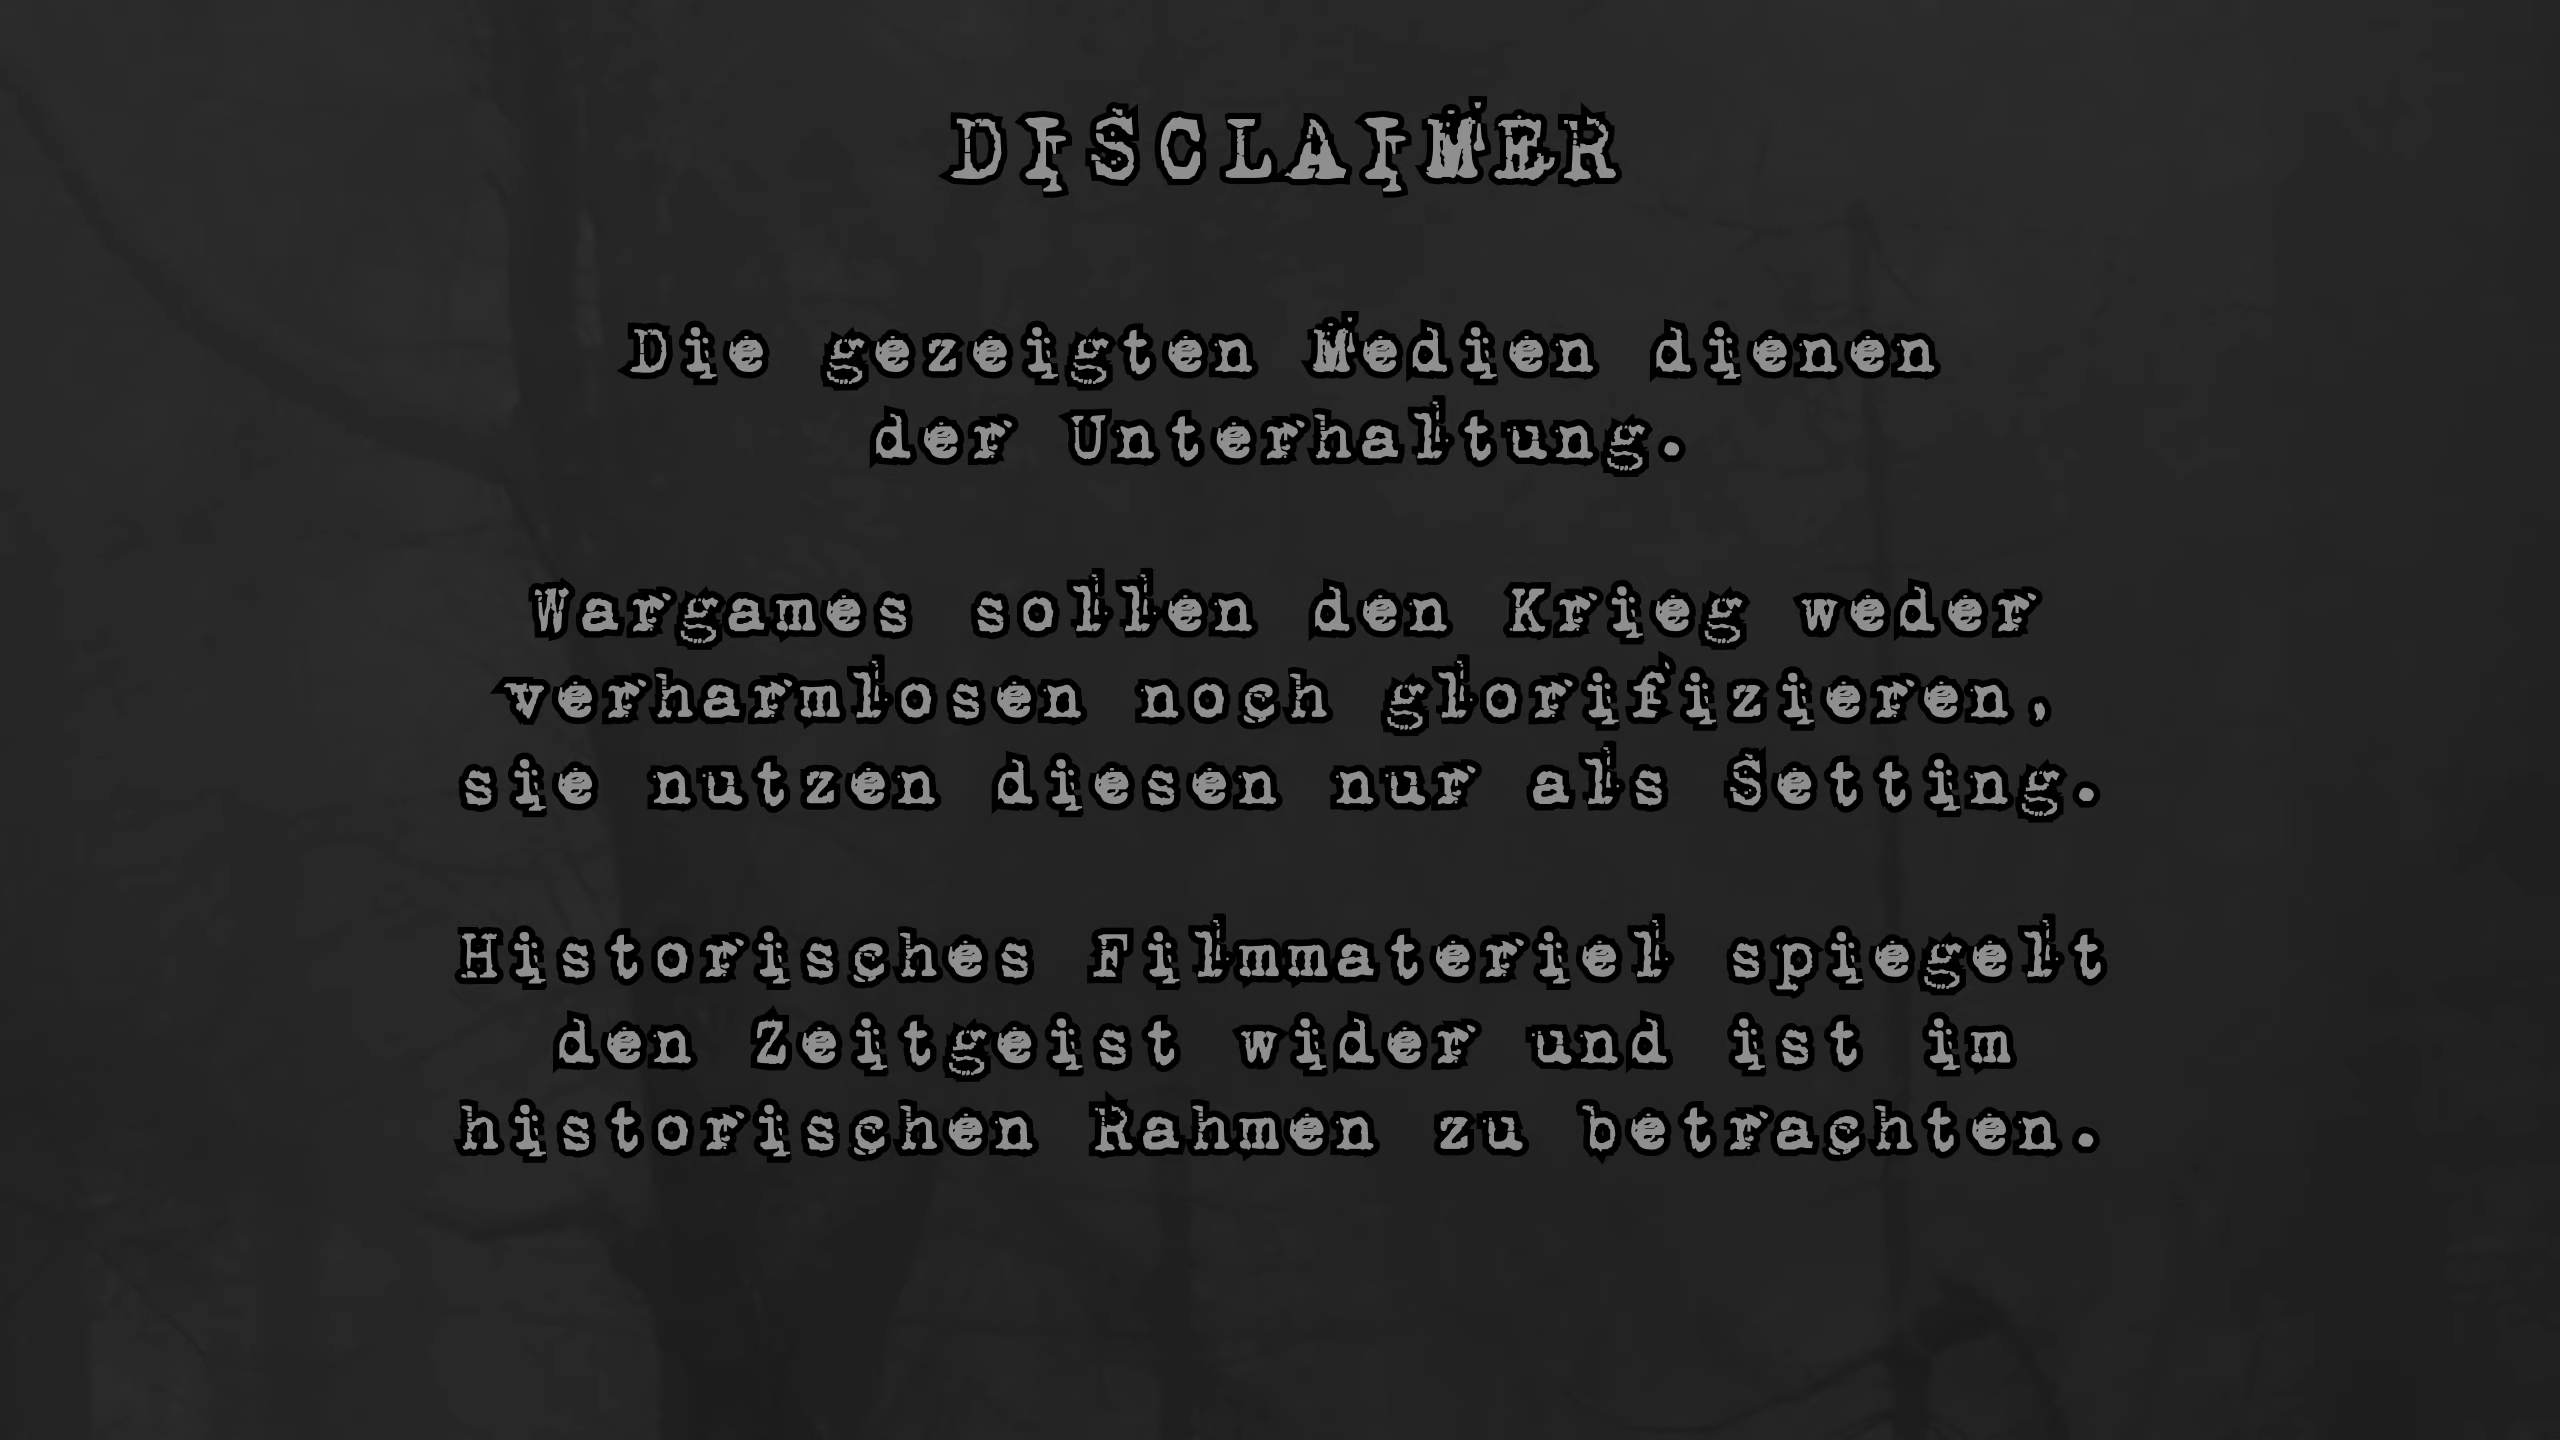 DISCLAIMER
Die gezeigten Medien dienen
der Unterhaltung.
Wargames sollen den Krieg weder
verharmlosen noch glorifizieren,
sie nutzen diesen nur als Setting.
Historisches Filmmateriel spiegelt
den Zeitgeist wider und ist im
historischen Rahmen zu betrachten.